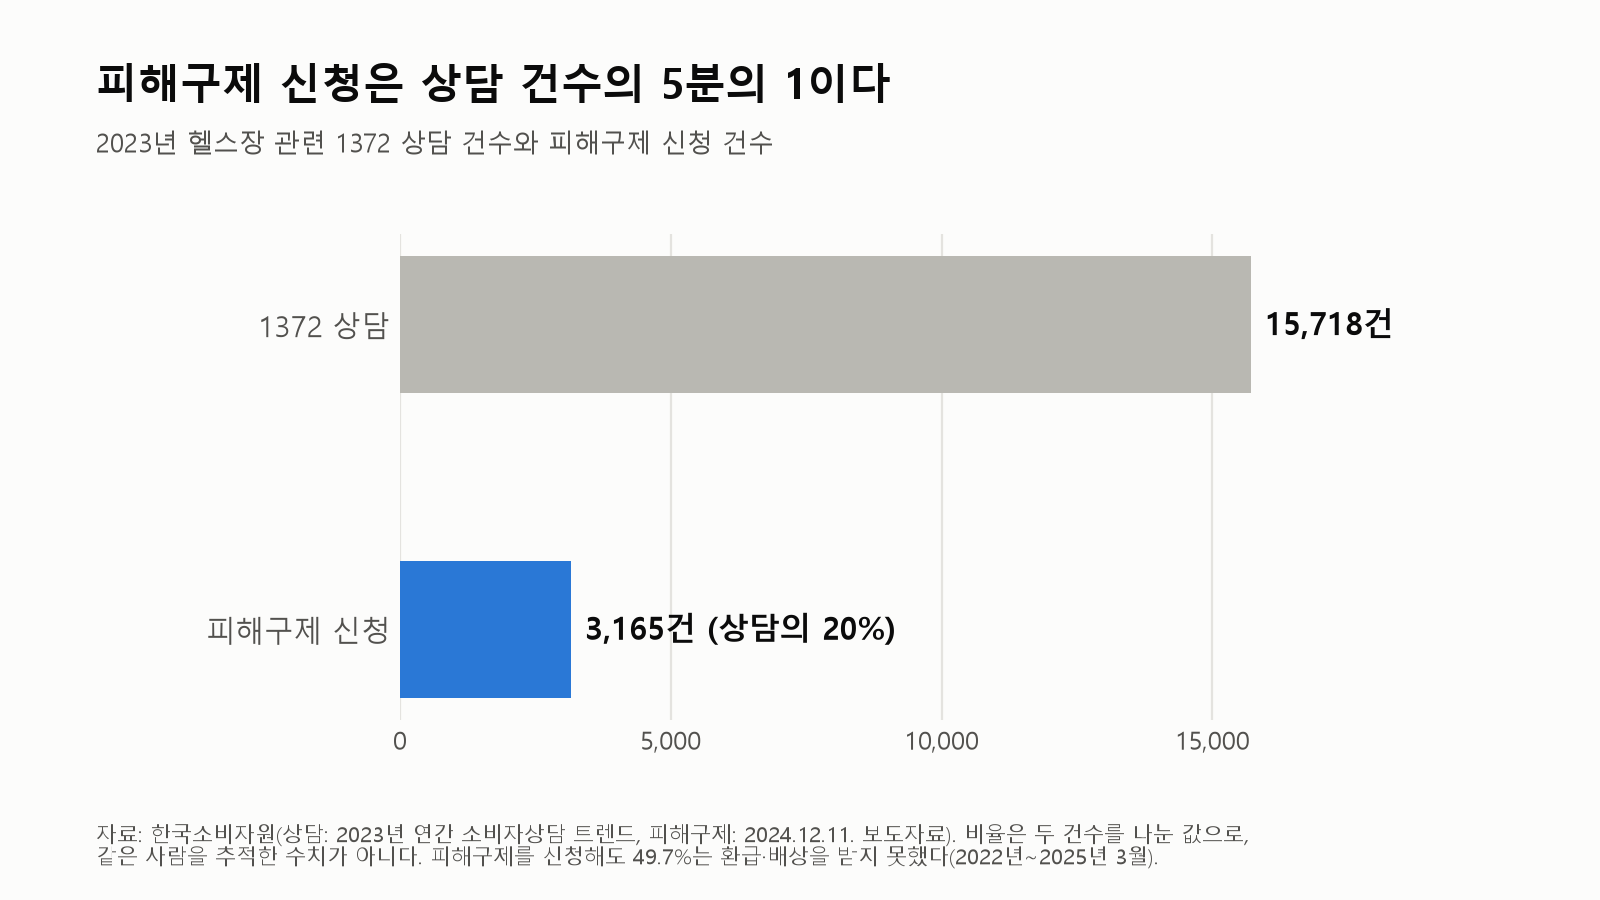 피해구제 신청은 상담 건수의 5분의 1이다
2023년 헬스장 관련 1372 상담 건수와 피해구제 신청 건수
1372 상담
15,718건
피해구제 신청
3,165건 (상담의 20%)
0
5,000
10,000
15,000
자료: 한국소비자원(상담: 2023년 연간 소비자상담 트렌드, 피해구제: 2024.12.11. 보도자료). 비율은 두 건수를 나눈 값으로,
같은 사람을 추적한 수치가 아니다. 피해구제를 신청해도 49.7%는 환급·배상을 받지 못했다(2022년~2025년 3월).